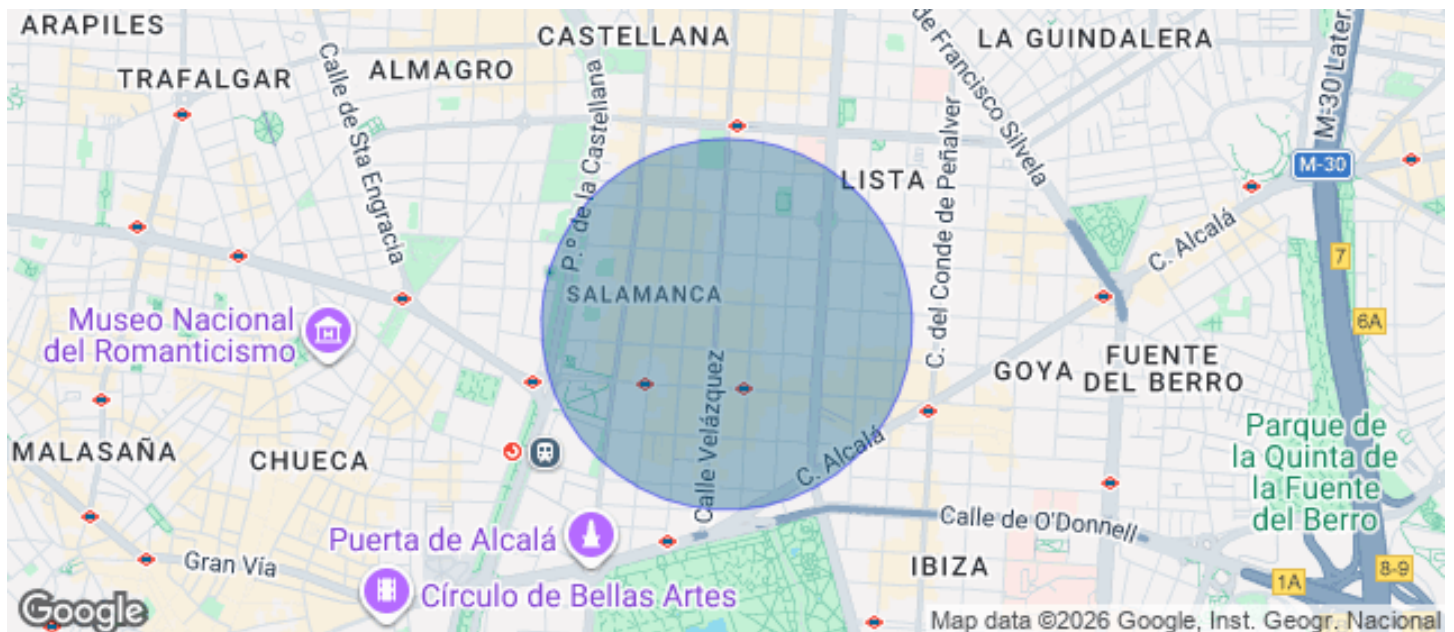 ARAPILES
CASTELLANA
LA GUINDALERA
TRAFALGAR
ALMAGRO
Calle de Sta Engracia
P.º de la Castellana
de Francisco Silvela
M-30 Later
M-30
LISTA
C. del Conde de Peñalver
C. Alcalá
7
SALAMANCA
Museo Nacional
del Romanticismo
6A
GOYA
FUENTE
DEL BERRO
Calle Velázquez
MALASAÑA
CHUECA
C. Alcalá
Parque de
la Quinta de
la Fuente
del Berro
Puerta de Alcalá
Calle de O'Donnell
Gran Vía
IBIZA
Círculo de Bellas Artes
1A
8-9
Google
Map data ©2026 Google, Inst. Geogr. Nacional